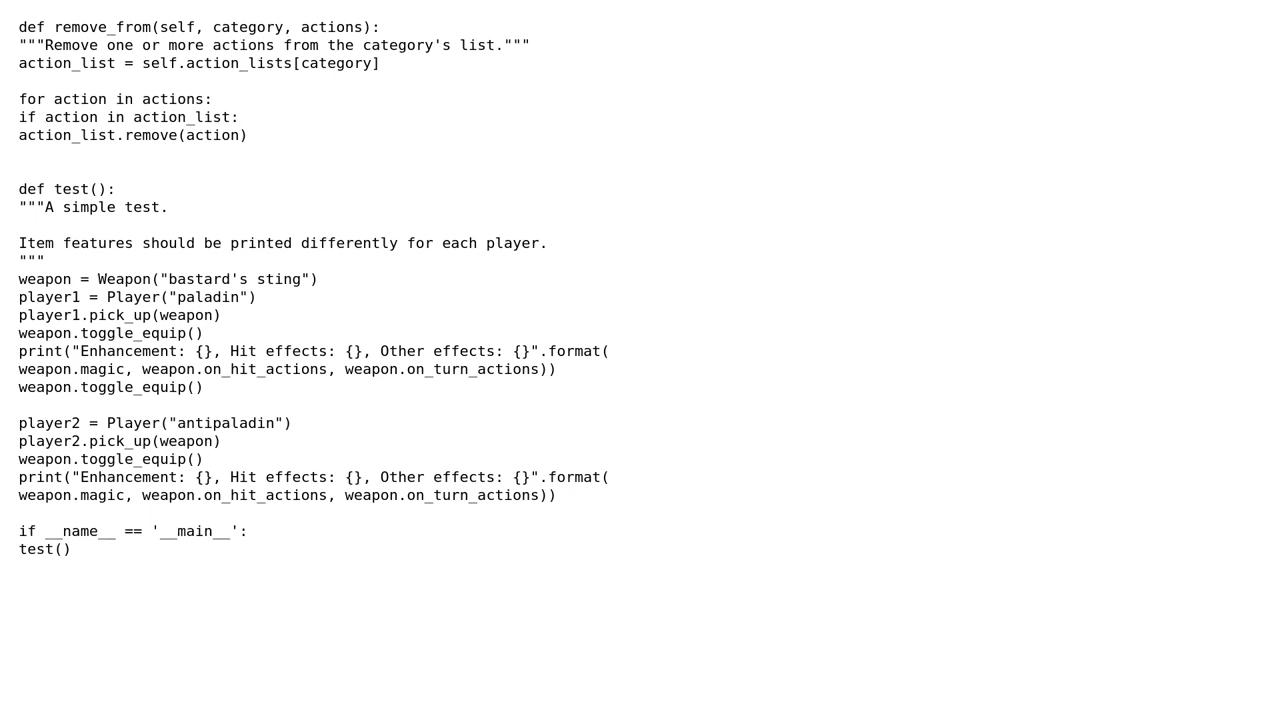 def remove_from(self, category, actions):
"""Remove one or more actions from the category's list."""
action_list = self.action_lists[category]

for action in actions:
if action in action_list:
action_list.remove(action)


def test():
"""A simple test.

Item features should be printed differently for each player.
"""
weapon = Weapon("bastard's sting")
player1 = Player("paladin")
player1.pick_up(weapon)
weapon.toggle_equip()
print("Enhancement: {}, Hit effects: {}, Other effects: {}".format(
weapon.magic, weapon.on_hit_actions, weapon.on_turn_actions))
weapon.toggle_equip()

player2 = Player("antipaladin")
player2.pick_up(weapon)
weapon.toggle_equip()
print("Enhancement: {}, Hit effects: {}, Other effects: {}".format(
weapon.magic, weapon.on_hit_actions, weapon.on_turn_actions))

if __name__ == '__main__':
test()